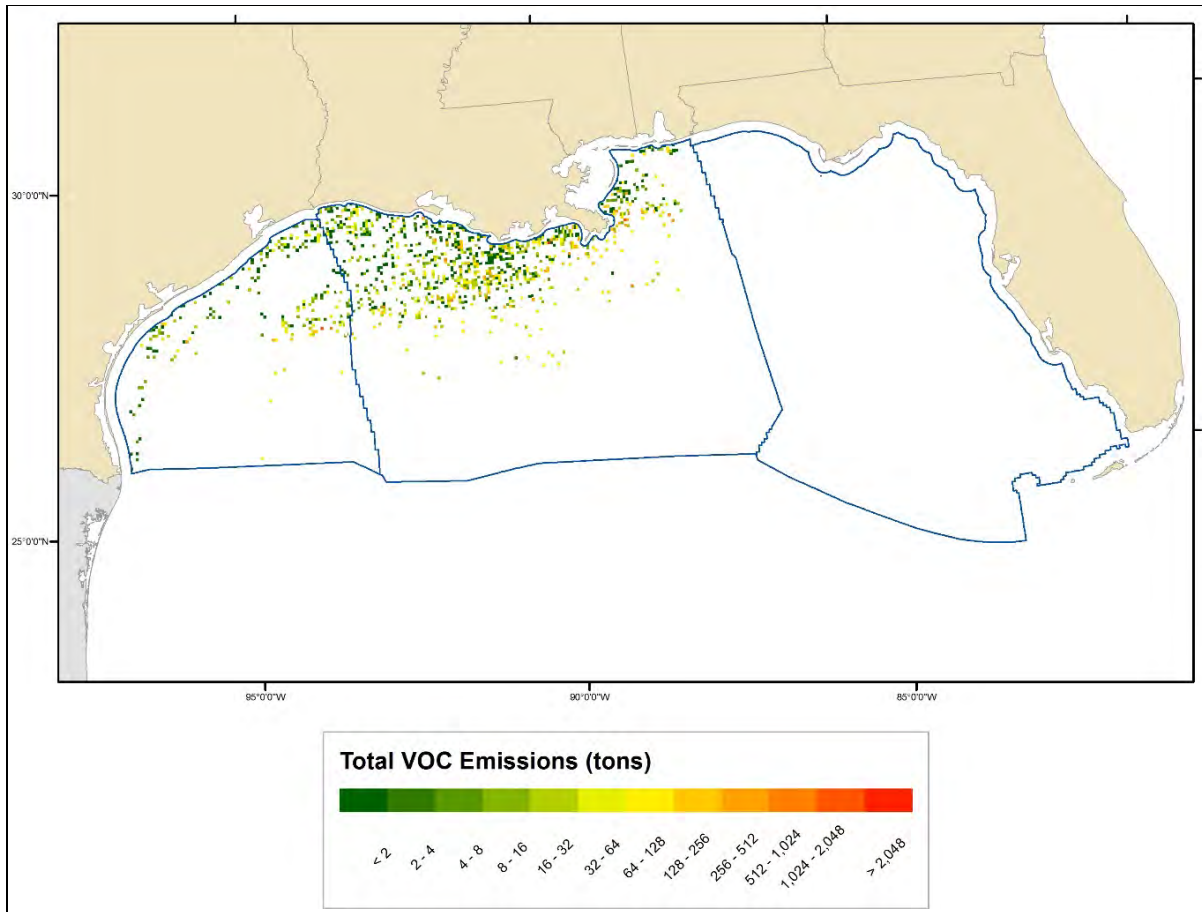 30°0'0"N
25°0'0"N
95°0'0"W
90°0'0"W
85°0'0"W
Total VOC Emissions (tons)
< 2
2 - 4
4 - 8
8 - 16
16 - 32
32 - 64
64 - 128
128 - 256
256 - 512
512 - 1,024
1,024 - 2,048
> 2,048